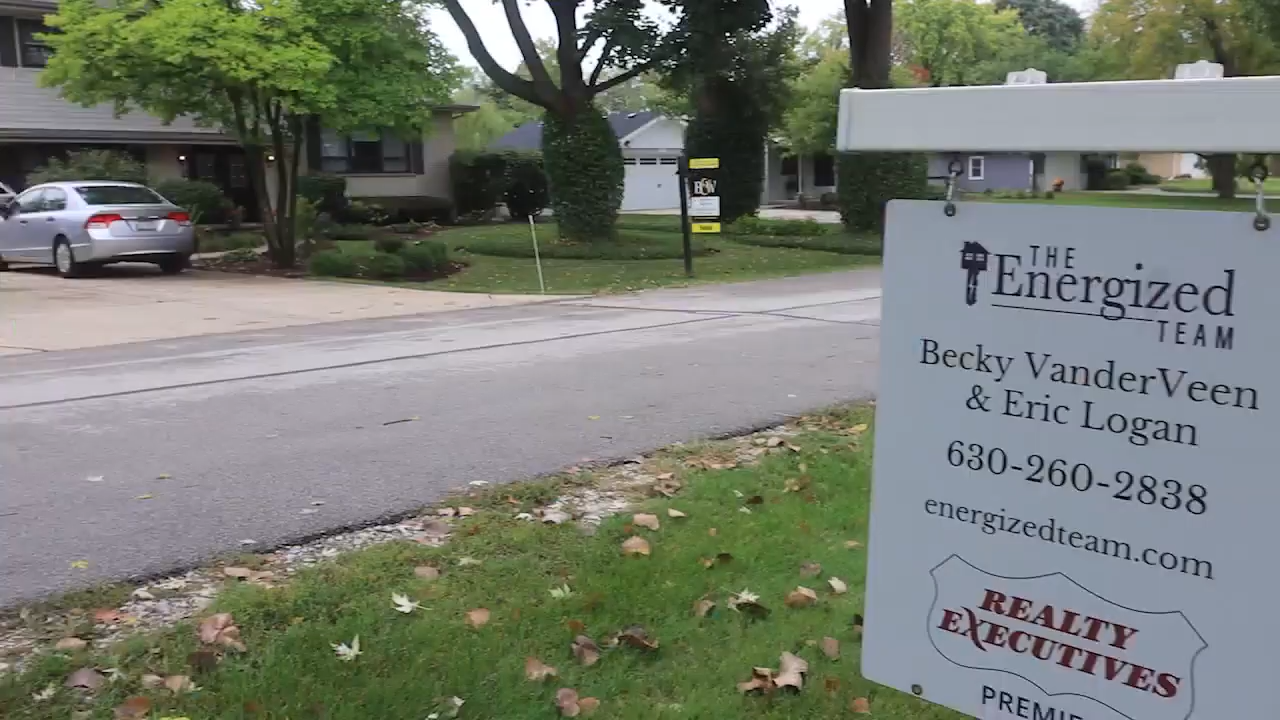 THE
Energized
TEAM
Becky VanderVeen
& Eric Logan
630-260-2838
energizedteam.com
REALTY
EXECUTIVES